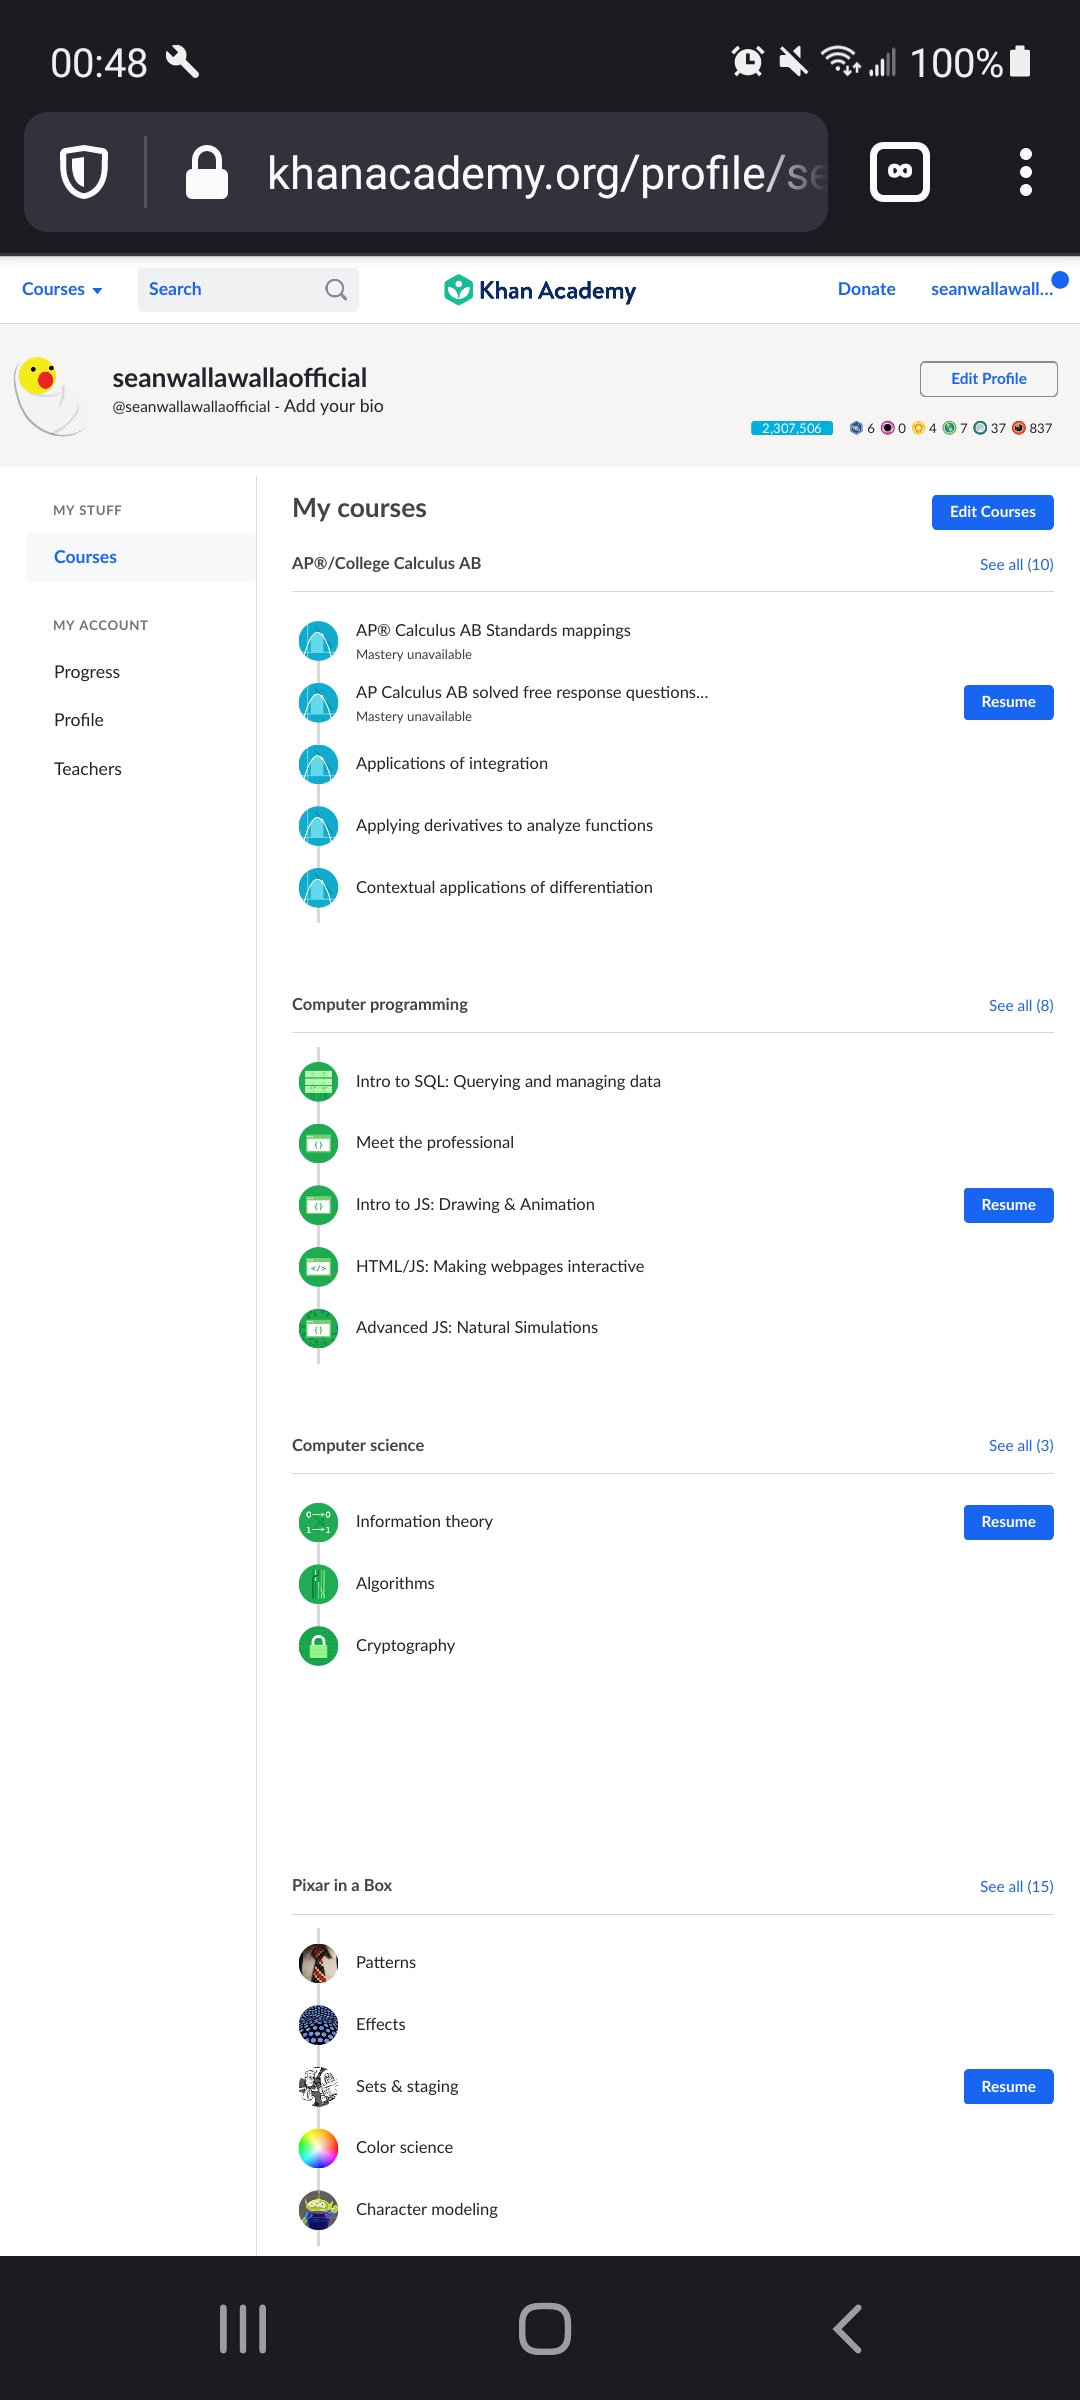 00:48 100%
khanacademy.org/profile/se
Courses Search Khan Academy Donate seanwallawall...
seanwallawallaofficial
Edit Profile
@seanwallawallaofficial - Add your bio
2,307,506 6 0 4 7 37 837
MY STUFF
Courses
MY ACCOUNT
Progress
Profile
Teachers
My courses
Edit Courses
AP®/College Calculus AB See all (10)
AP® Calculus AB Standards mappings
Mastery unavailable
AP Calculus AB solved free response questions...
Mastery unavailable
Resume
Applications of integration
Applying derivatives to analyze functions
Contextual applications of differentiation
Computer programming See all (8)
Intro to SQL: Querying and managing data
Meet the professional
Intro to JS: Drawing & Animation Resume
HTML/JS: Making webpages interactive
Advanced JS: Natural Simulations
Computer science See all (3)
Information theory Resume
Algorithms
Cryptography
Pixar in a Box See all (15)
Patterns
Effects
Sets & staging Resume
Color science
Character modeling